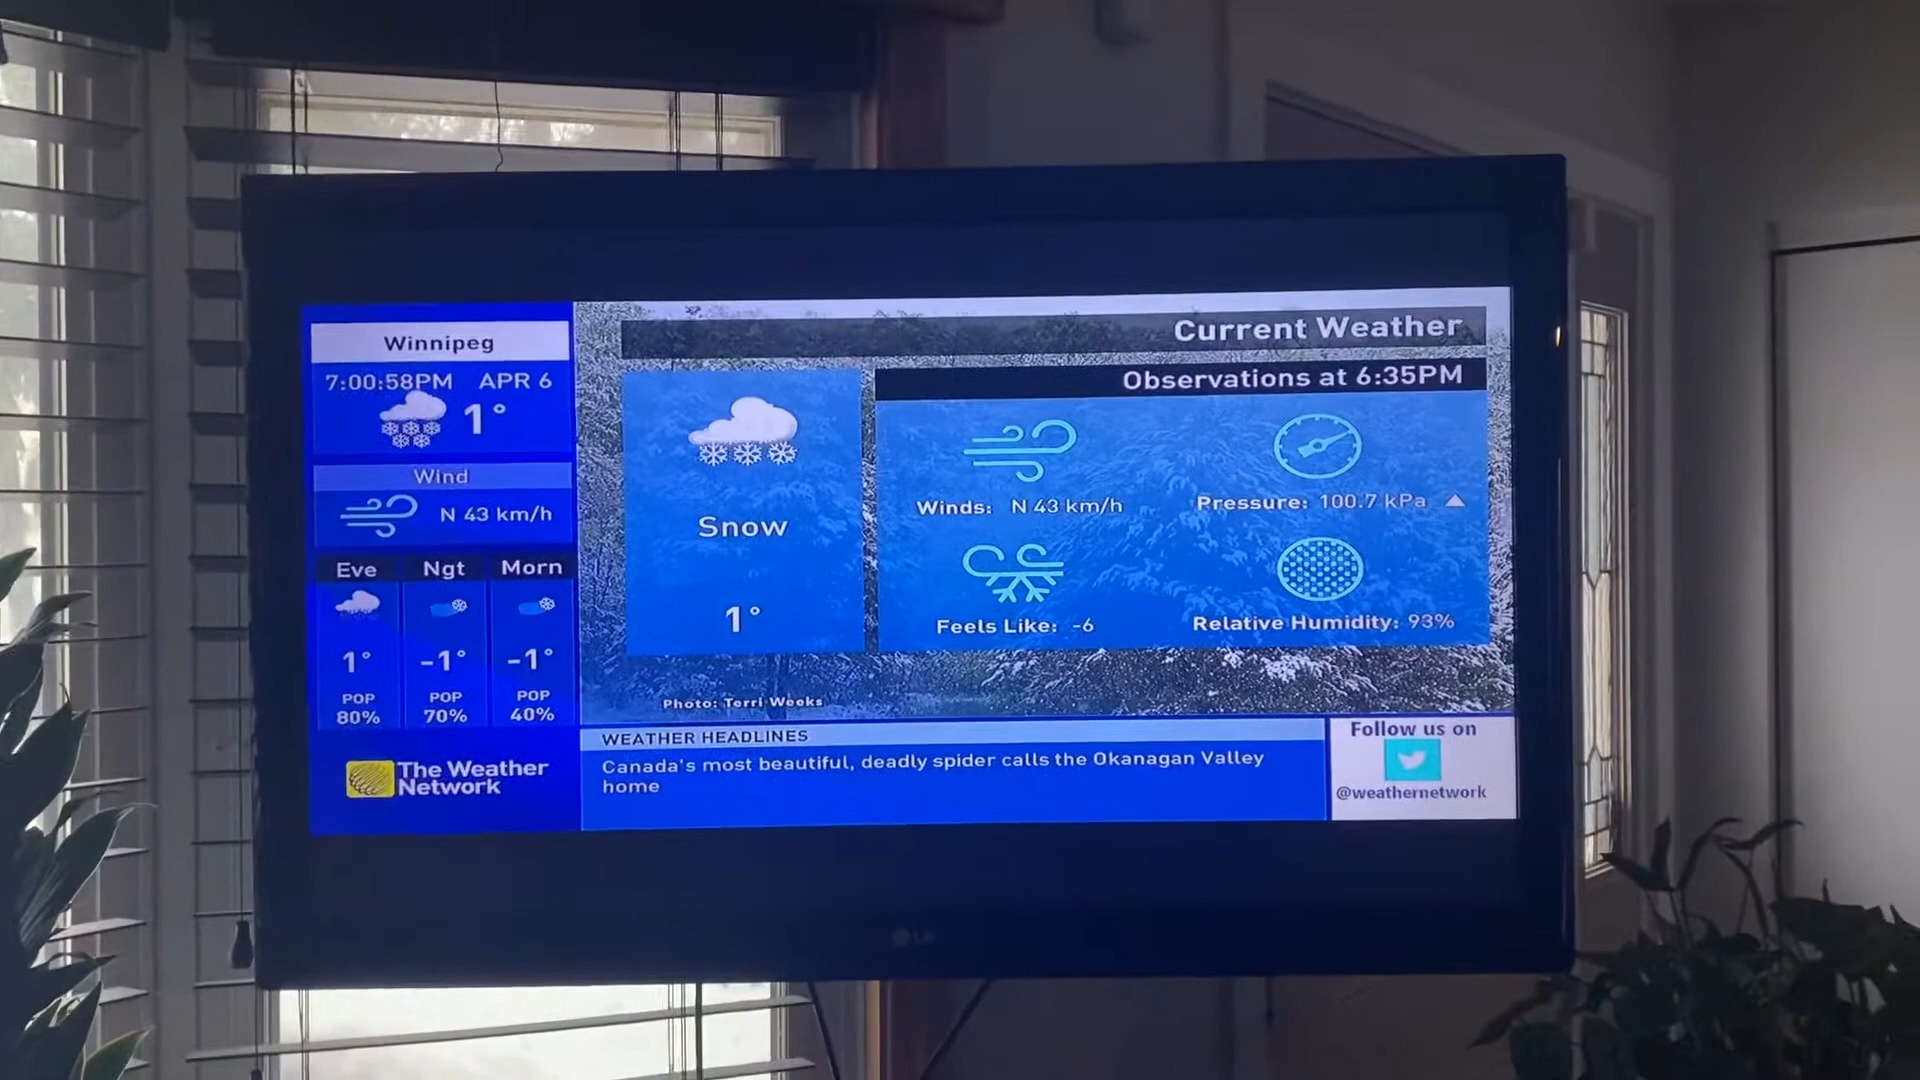 Winnipeg
7:00:58PM APR 6
1°
Wind
N 43 km/h
Eve Ngt Morn
1° -1° -1°
POP POP POP
80% 70% 40%
The Weather
Network
Current Weather
Observations at 6:35PM
Snow
1°
Winds: N 43 km/h
Pressure: 100.7 kPa
Feels Like: -6
Relative Humidity: 93%
Photo: Terri Weeks
WEATHER HEADLINES
Canada's most beautiful, deadly spider calls the Okanagan Valley
home
Follow us on
@weathernetwork
LG